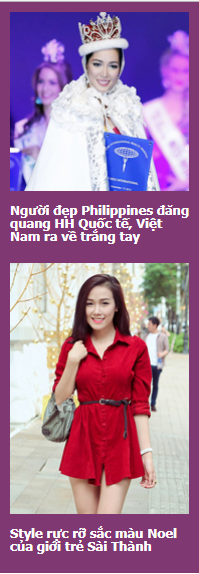 Người đẹp Philippines đăng
quang HH Quốc tế, Việt
Nam ra về trắng tay
Style rực rỡ sắc màu Noel
của giới trẻ Sài Thành